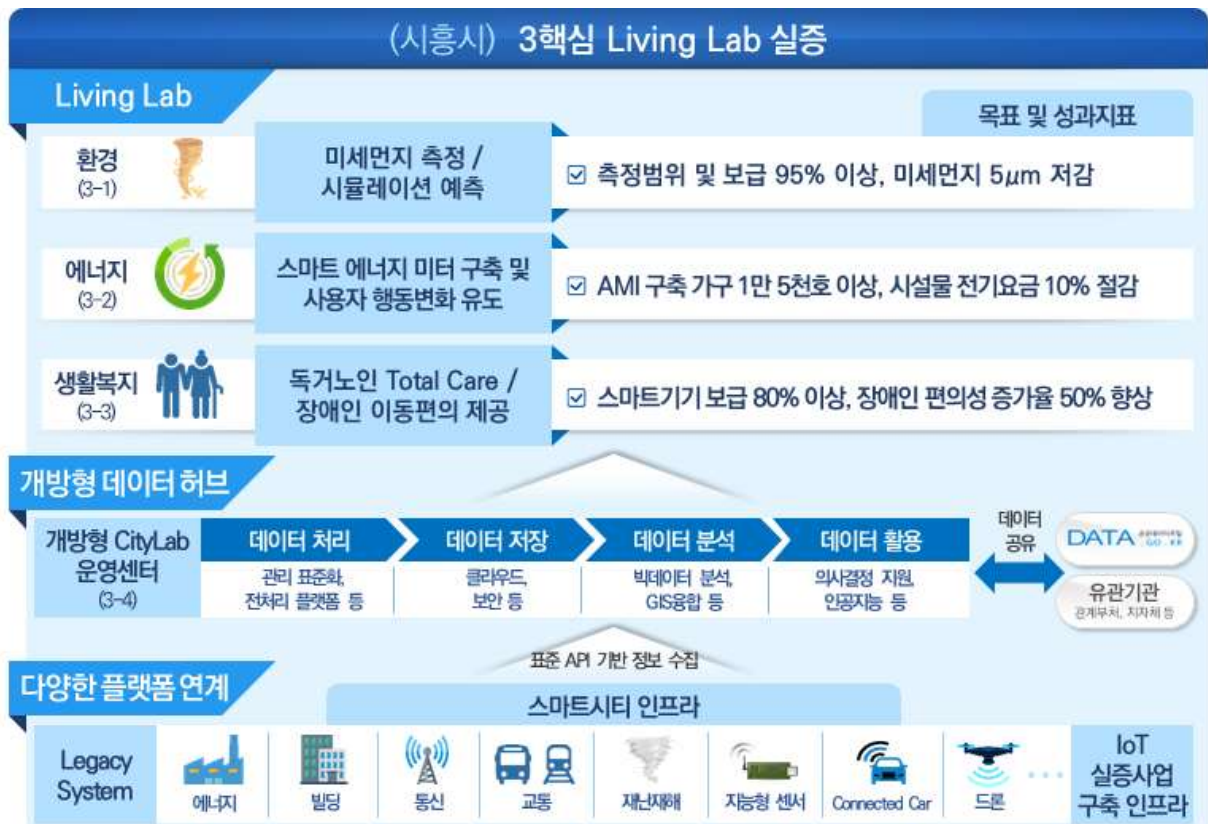 (시흥시) 3핵심 Living Lab 실증
Living Lab
목표 및 성과지표
환경
(3-1)
미세먼지 측정 /
시뮬레이션 예측
측정범위 및 보급 95% 이상, 미세먼지 5μm 저감
에너지
(3-2)
스마트 에너지 미터 구축 및
사용자 행동변화 유도
AMI 구축 가구 1만 5천호 이상, 시설물 전기요금 10% 절감
생활복지
(3-3)
독거노인 Total Care /
장애인 이동편의 제공
스마트기기 보급 80% 이상, 장애인 편의성 증가율 50% 향상
개방형 데이터 허브
개방형 CityLab
운영센터
(3-4)
데이터 처리
관리 표준화,
전처리 플랫폼 등
데이터 저장
클라우드,
보안 등
데이터 분석
빅데이터 분석,
GIS융합 등
데이터 활용
의사결정 지원,
인공지능 등
데이터
공유
DATA
GO.KR
유관기관
관계부처, 지자체 등
표준 API 기반 정보 수집
다양한 플랫폼 연계
스마트시티 인프라
Legacy
System
에너지
빌딩
통신
교통
재난재해
지능형 센서
Connected Car
드론
IoT
실증사업
구축 인프라